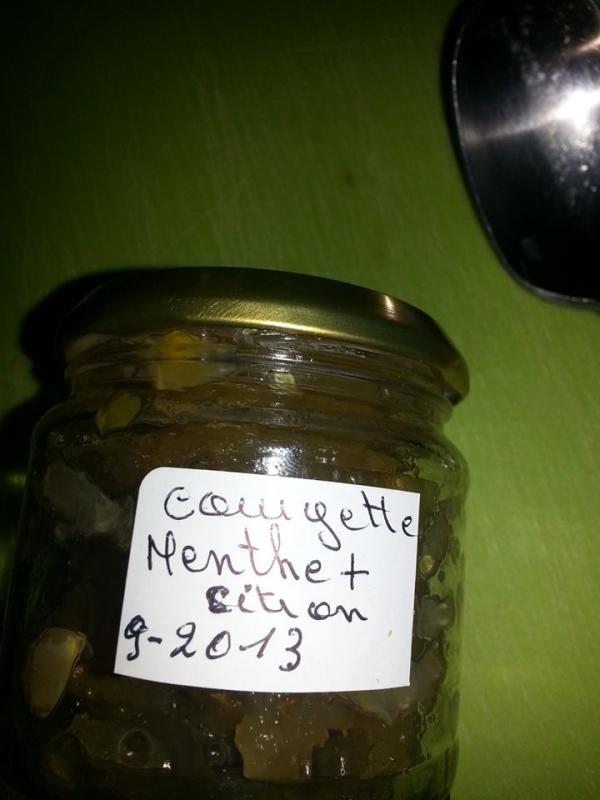 Courgette
Menthe +
citron
9-2013